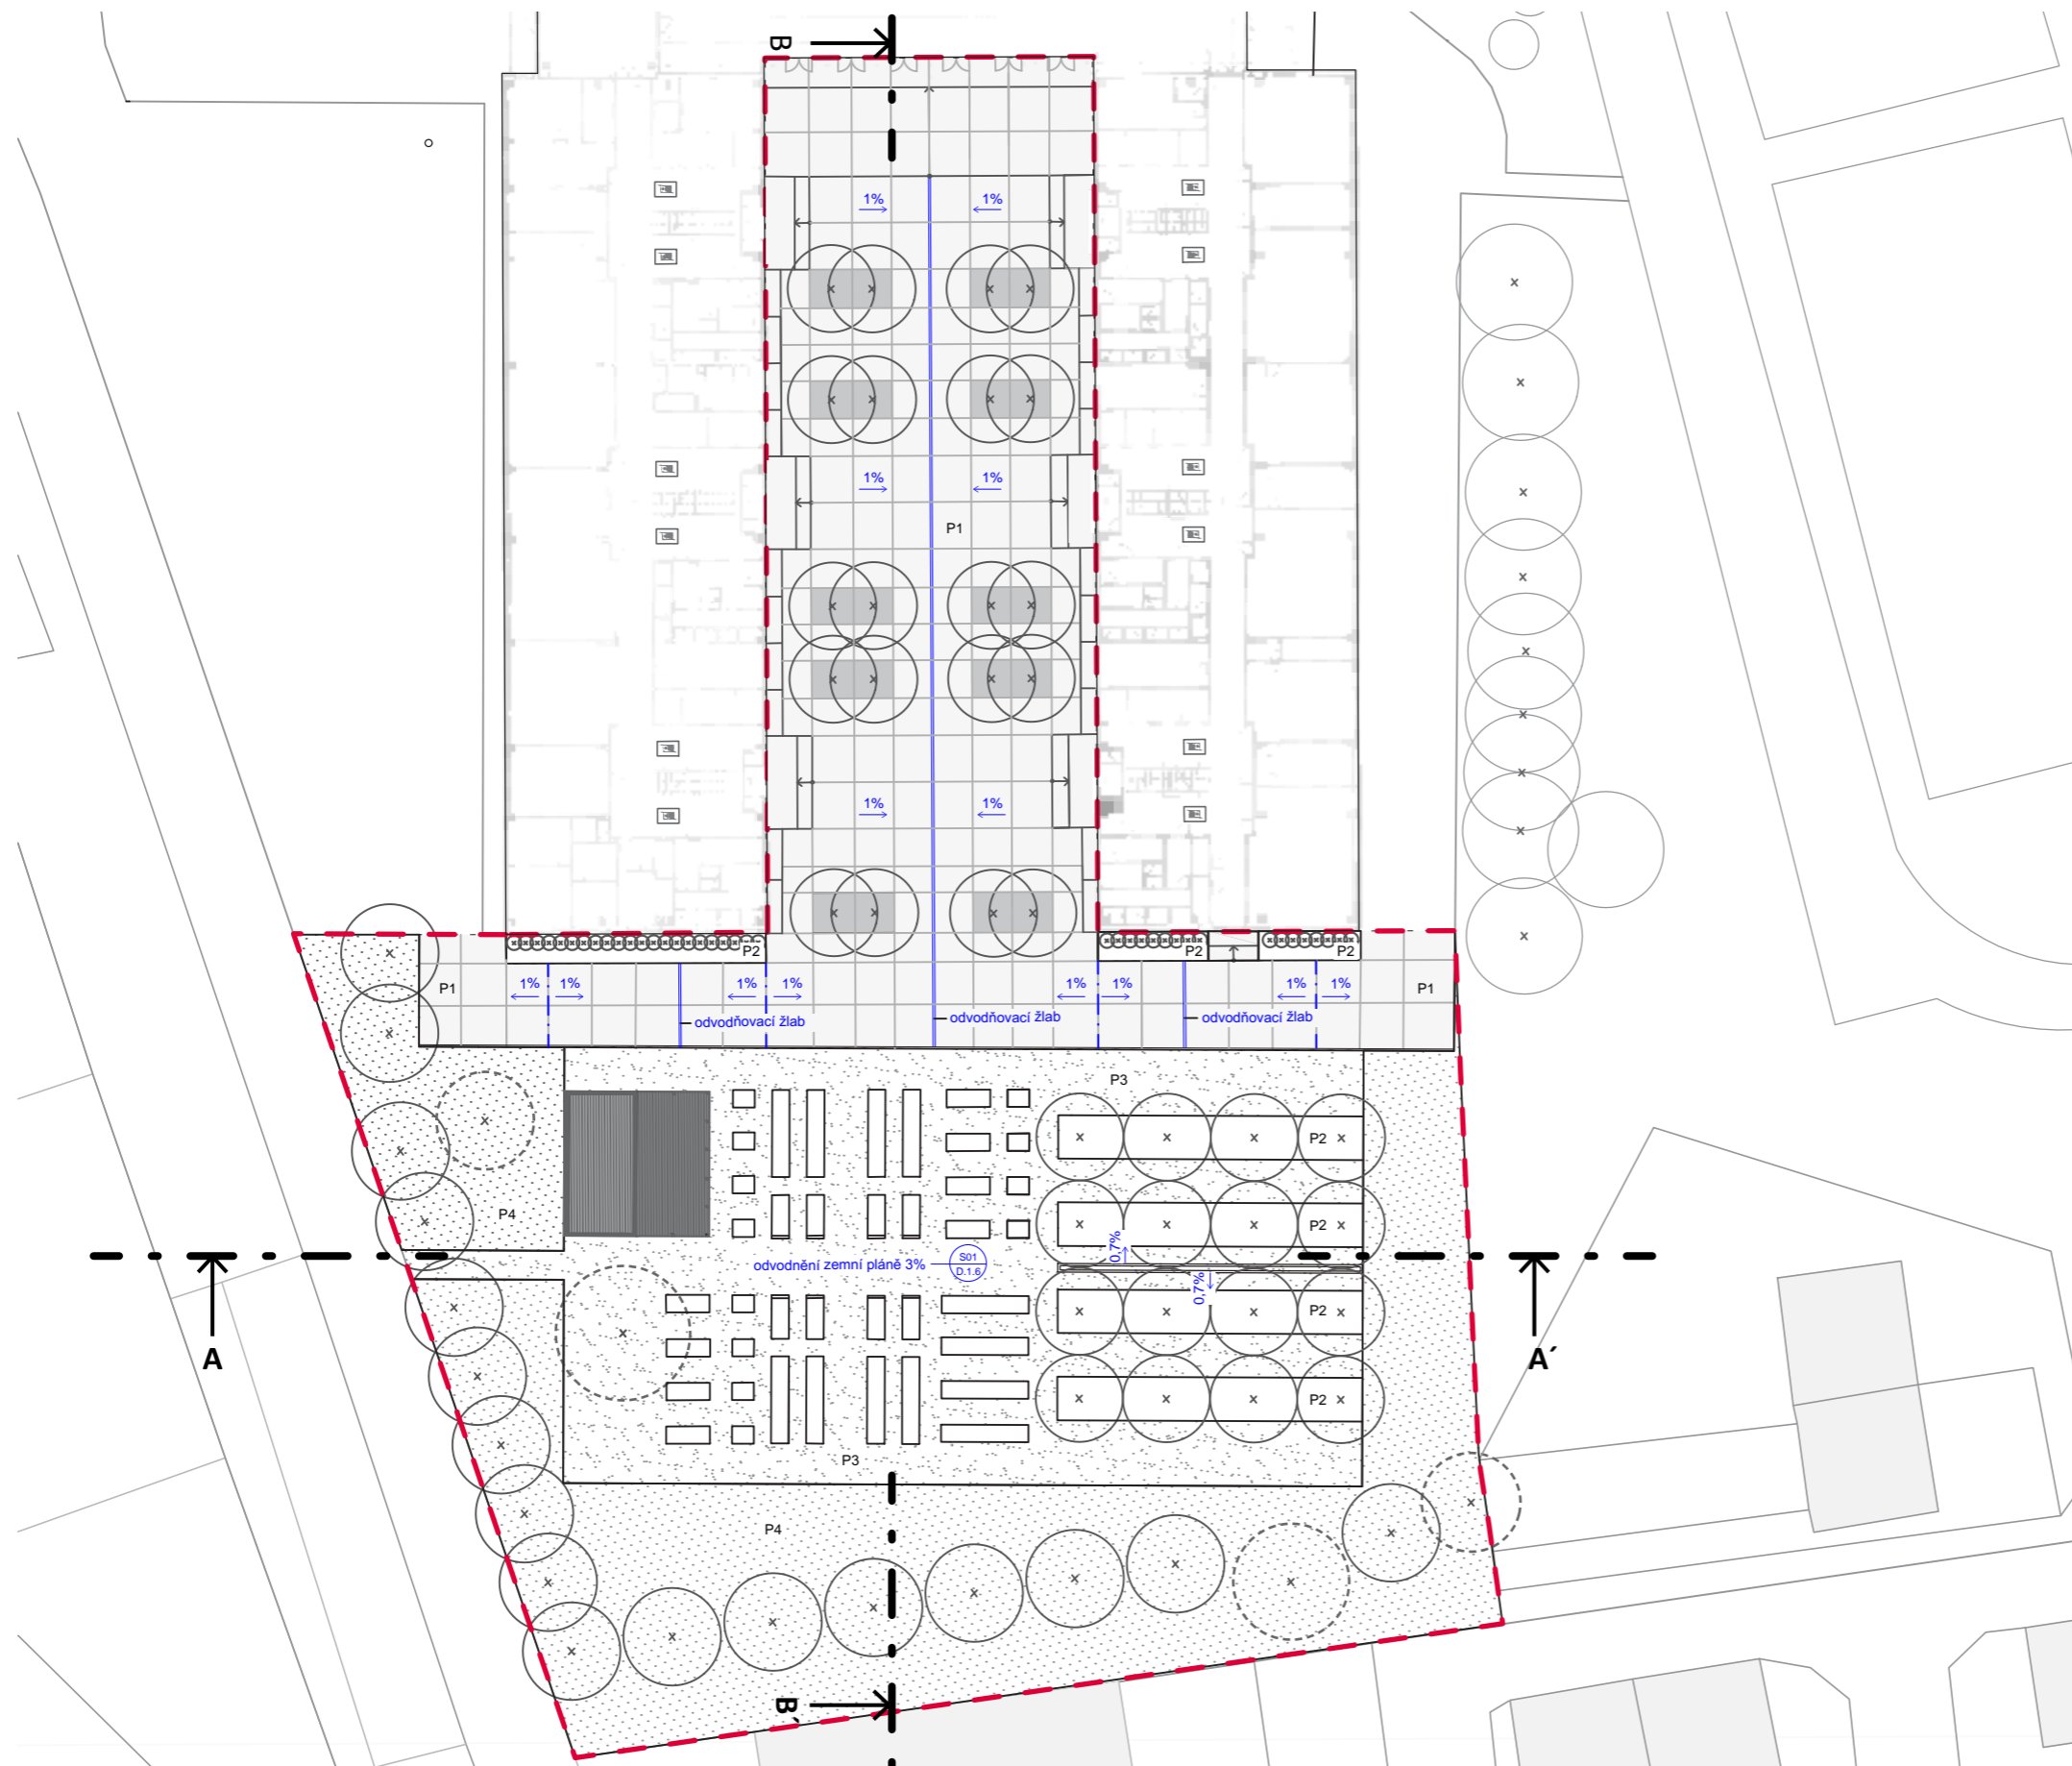 B
1% 1%
1% 1%
P1
1% 1%
P2 P2 P2
P1 1% 1% 1% 1% 1% 1% 1% 1% P1
odvodňovací žlab odvodňovací žlab odvodňovací žlab
P3
P2
P4 P2
0,7%
odvodnění zemní pláně 3% S01
D.1.6
0,7%
P2
A A´
P2
P3
P4
B´